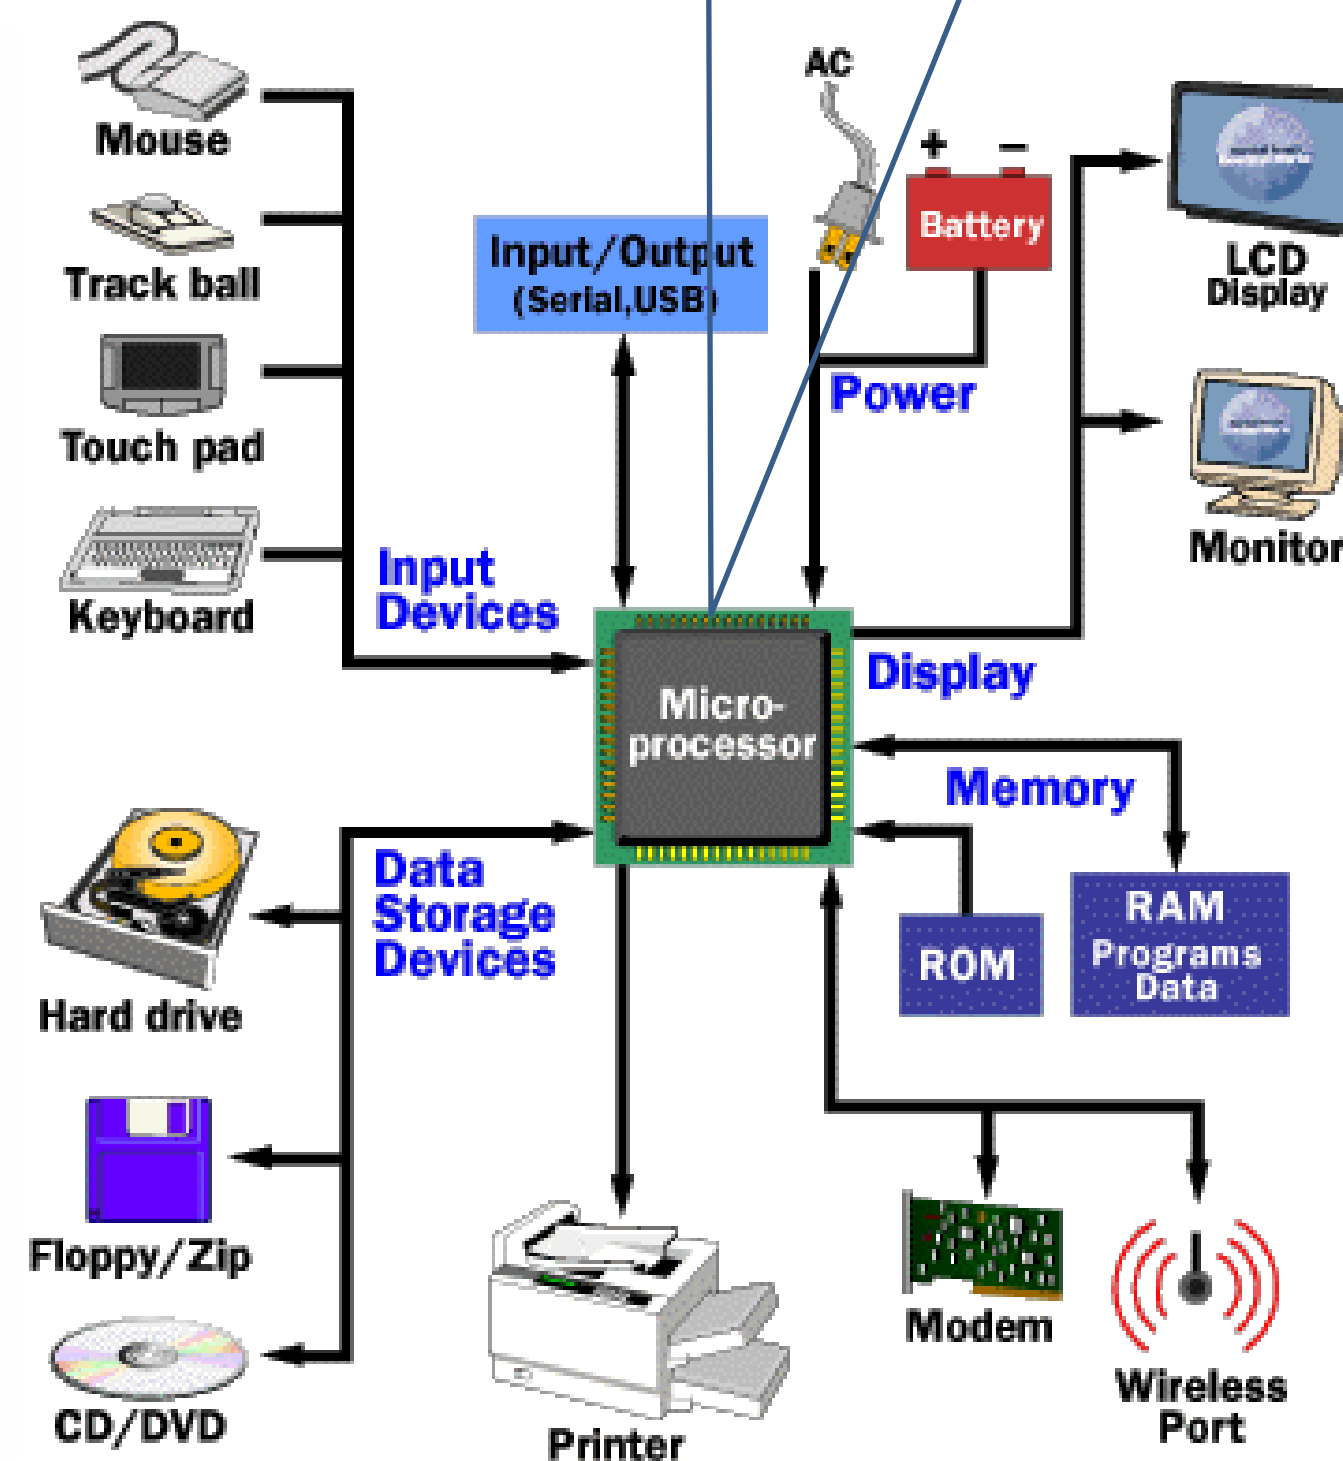 Mouse
Track ball
Touch pad
Keyboard
Input
Devices
Input/Output
(Serial,USB)
AC
+ −
Battery
Power
LCD
Display
Monitor
Display
Micro-
processor
Memory
ROM
RAM
Programs
Data
Data
Storage
Devices
Hard drive
Floppy/Zip
CD/DVD
Printer
Modem
Wireless
Port